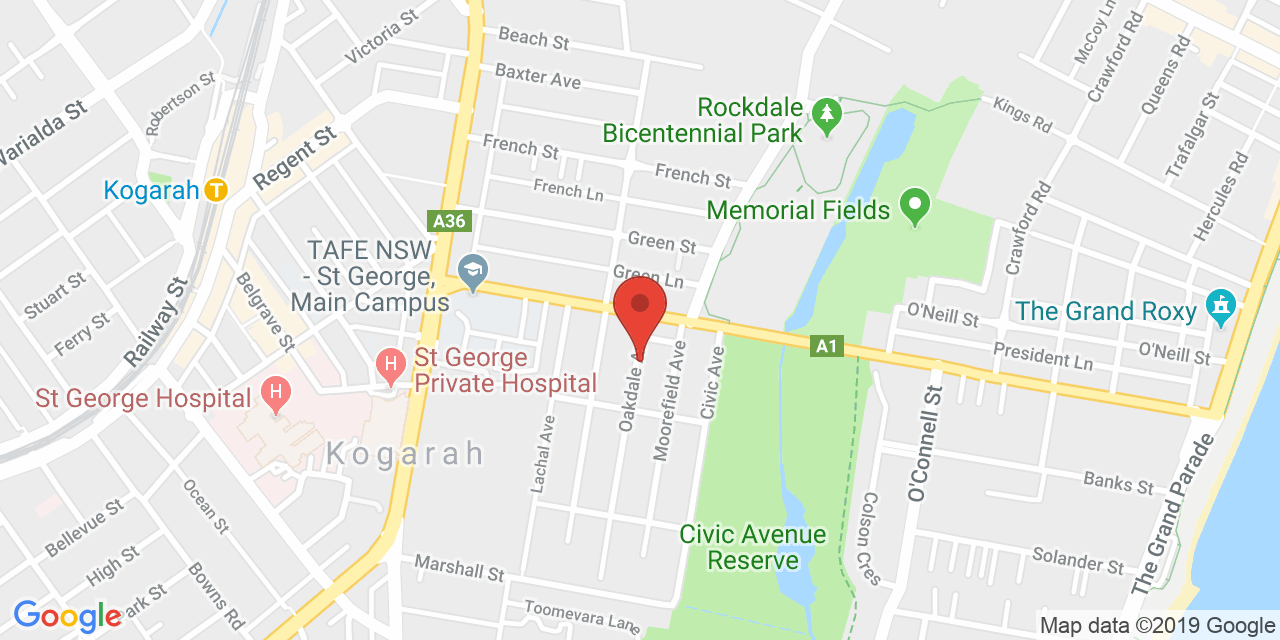 Victoria St
Beach St
McCoy Ln
Crawford Rd
Queens Rd
Baxter Ave
Robertson St
Warialda St
Regent St
Rockdale
Bicentennial Park
Kings Rd
Trafalgar St
French St
French St
Hercules Rd
Kogarah
T
French Ln
Memorial Fields
Crawford Rd
A36
Green St
TAFE NSW
- St George,
Main Campus
Green Ln
Stuart St
Ferry St
Railway St
Belgrave St
O'Neill St
The Grand Roxy
A1
President Ln
O'Neill St
H
St George
Private Hospital
St George Hospital
H
Oakdale A
Moorefield Ave
Civic Ave
Lachal Ave
O'Connell St
Kogarah
Banks St
The Grand Parade
Ocean St
Colson Cres
Bellevue St
Civic Avenue
Reserve
High St
Bowns Rd
Marshall St
Solander St
Park St
Toomevara Lane
Google
Map data ©2019 Google